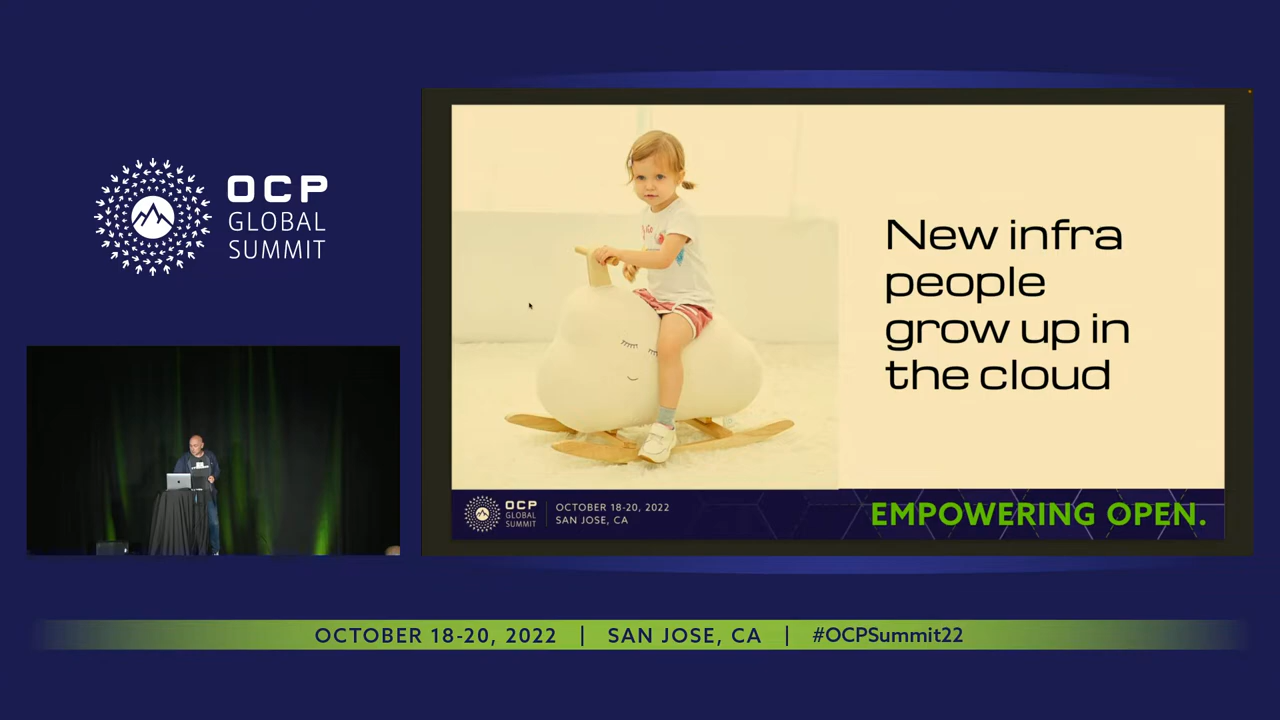 OCP
GLOBAL
SUMMIT
New infra
people
grow up in
the cloud
OCP
GLOBAL
SUMMIT
OCTOBER 18-20, 2022
SAN JOSE, CA
EMPOWERING OPEN.
OCTOBER 18-20, 2022 | SAN JOSE, CA | #OCPSummit22